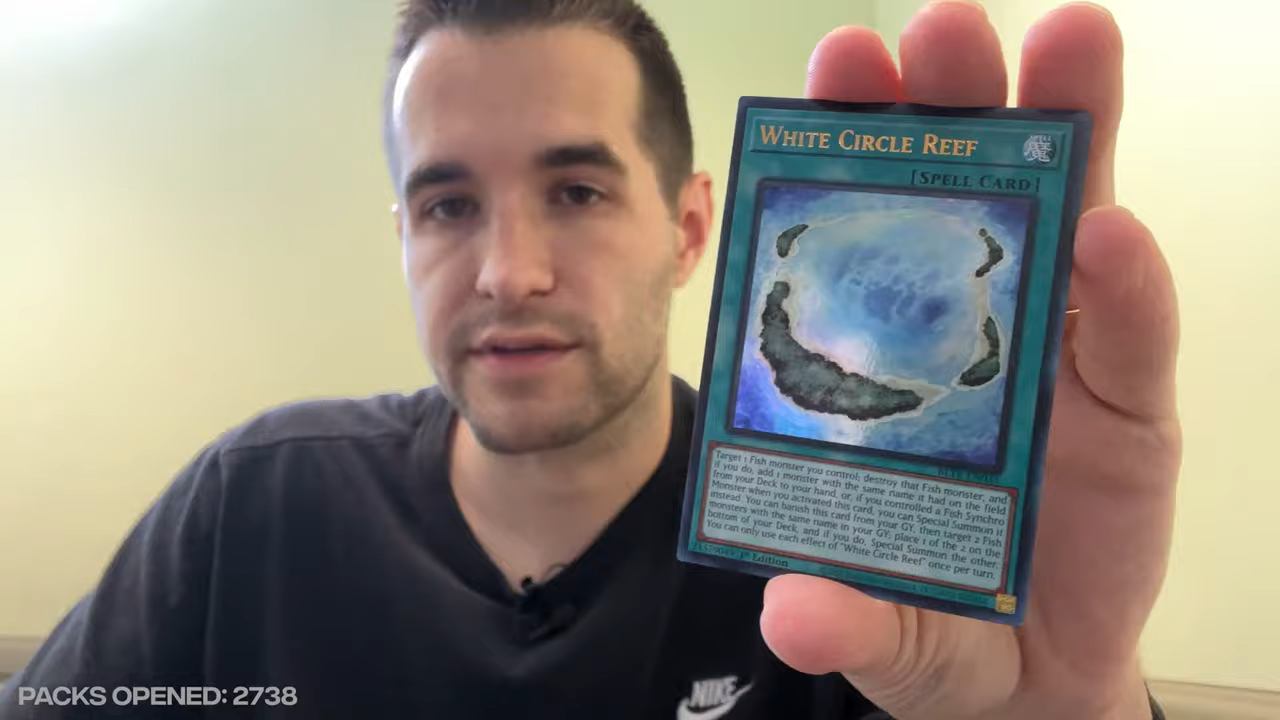 WHITE CIRCLE REEF
SPELL
魔
[SPELL CARD]
Target 1 Fish monster you control; destroy that Fish monster, and
if you do, add 1 monster with the same name it had on the field
from your Deck to your hand, or, if you controlled a Fish Synchro
Monster when you activated this card, you can Special Summon it
instead. You can banish this card from your GY, then target 2 Fish
monsters with the same name in your GY; place 1 of the 2 on the
bottom of your Deck, and if you do, Special Summon the other.
You can only use each effect of "White Circle Reef" once per turn.
1st Edition
NIKE
PACKS OPENED: 2738